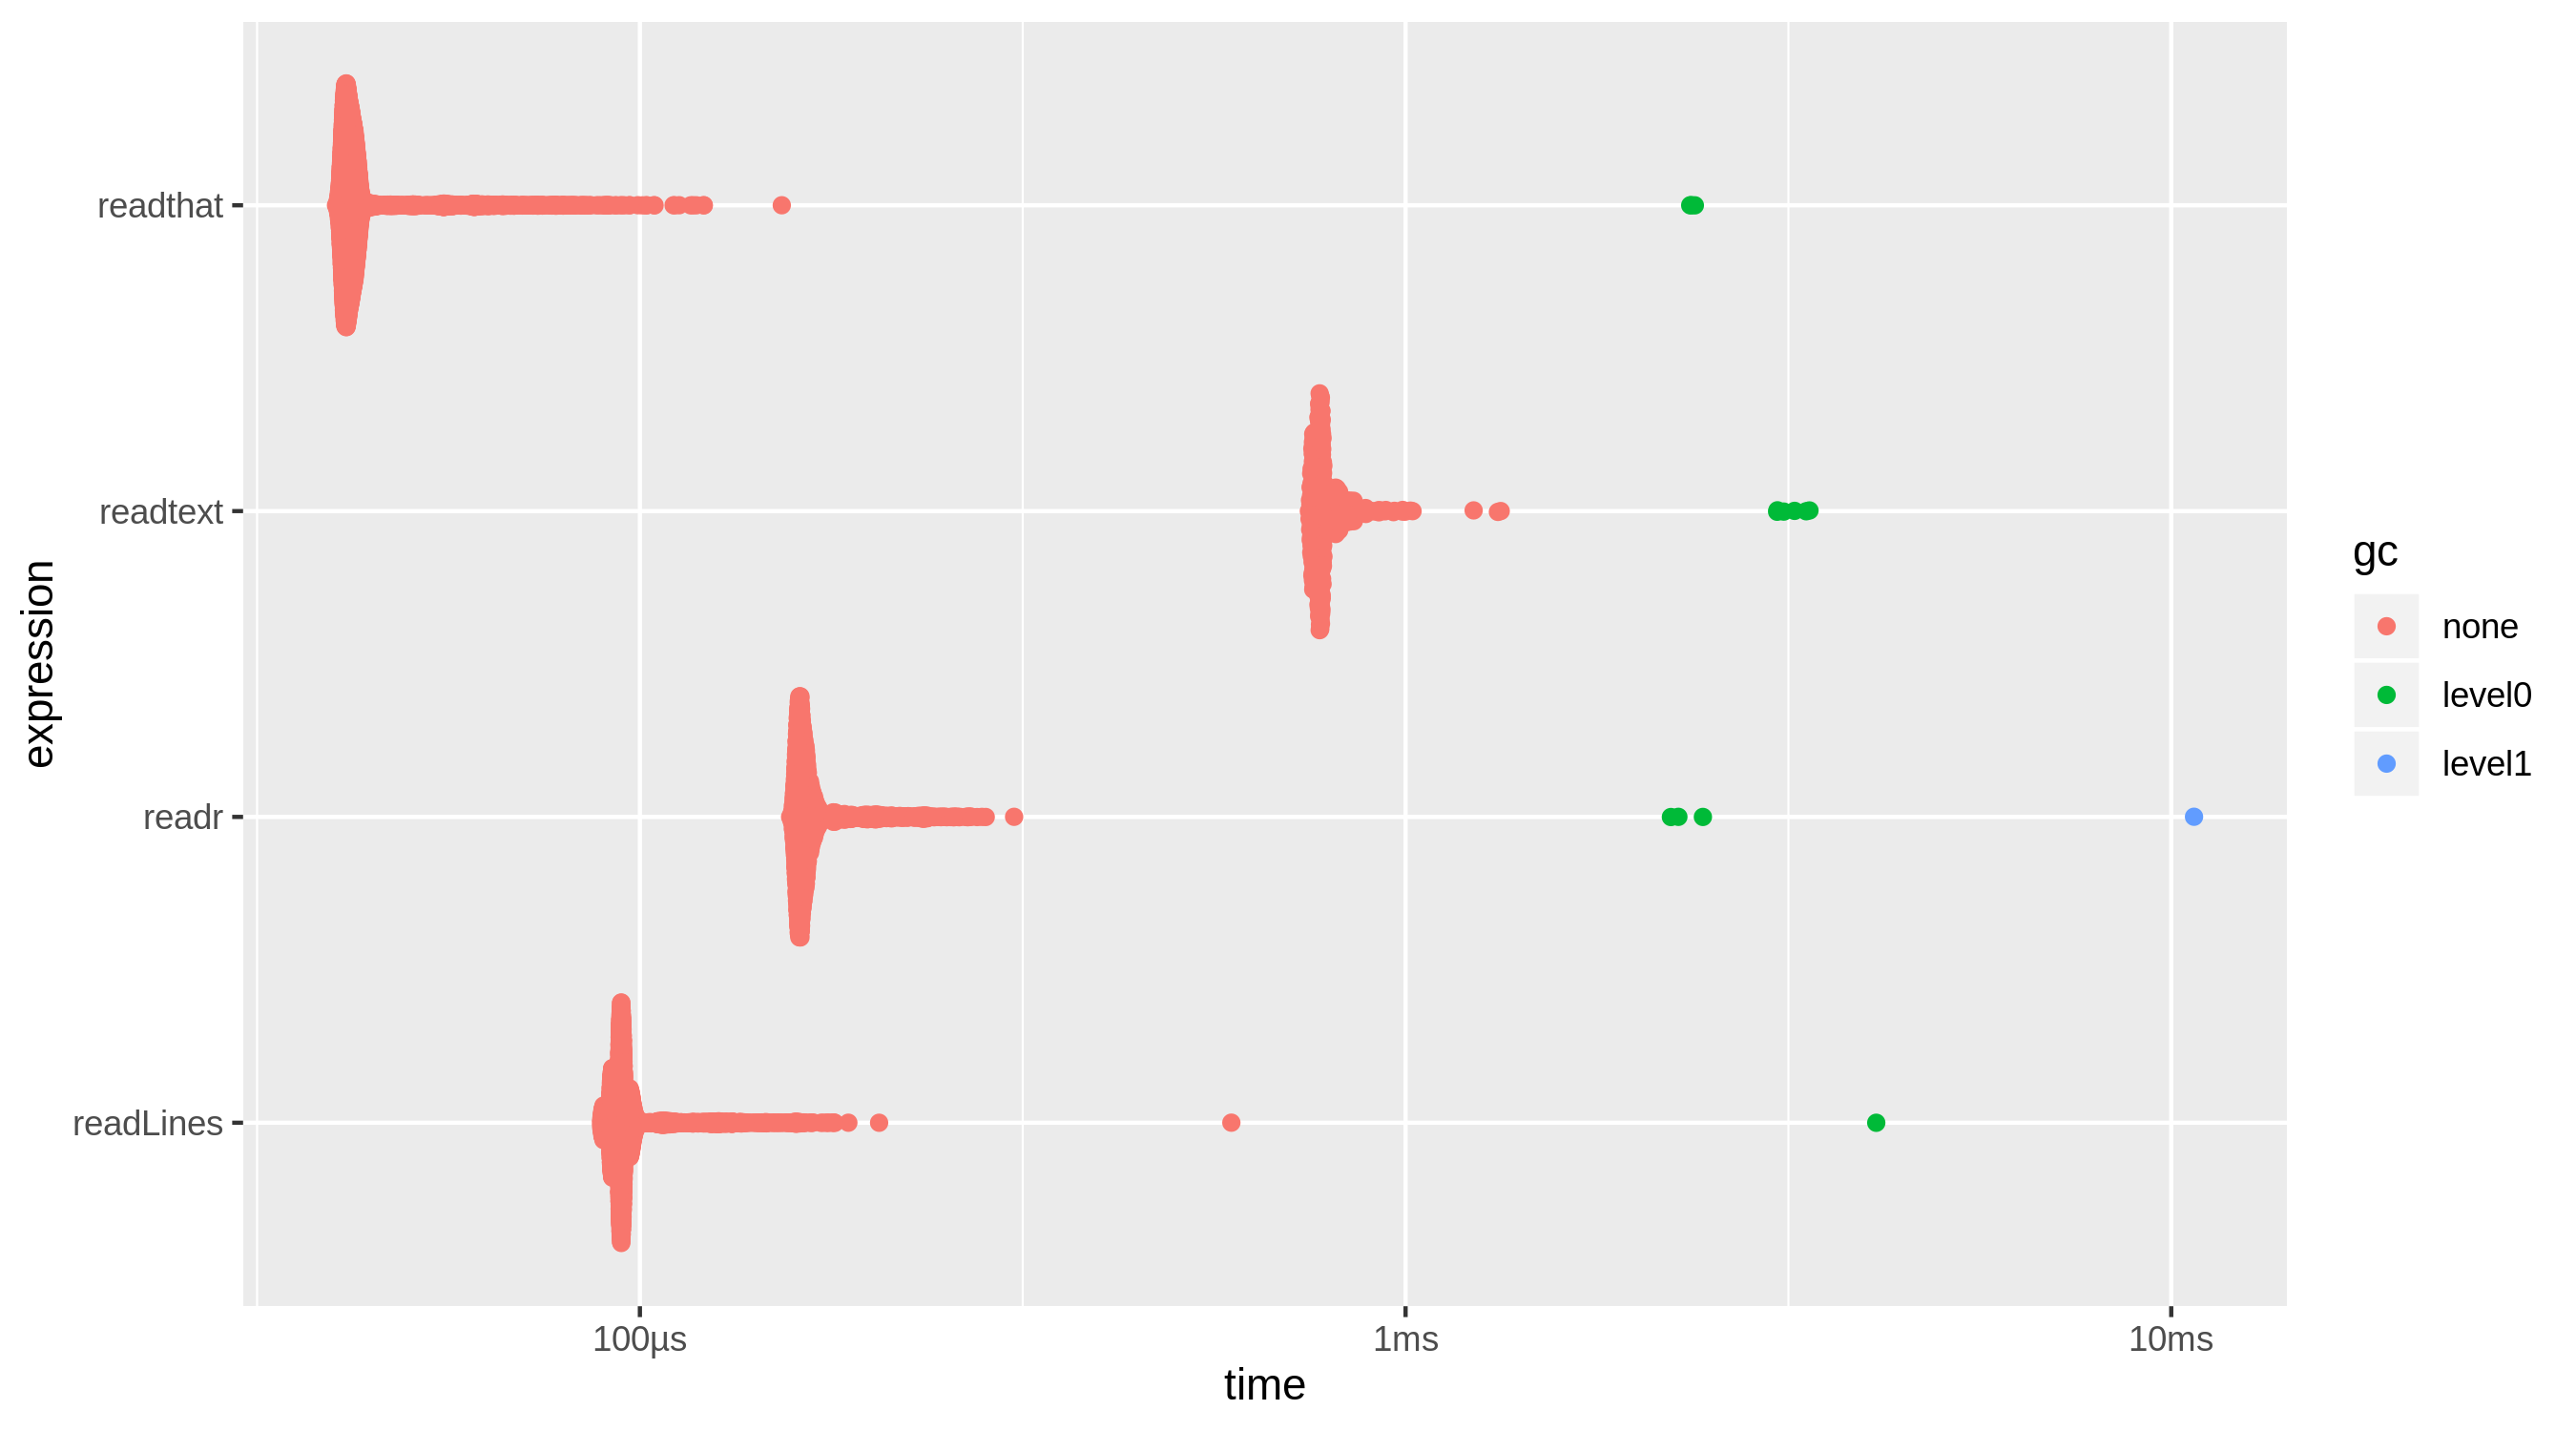 expression
readthat
readtext
readr
readLines
100µs
1ms
10ms
time
gc
none
level0
level1